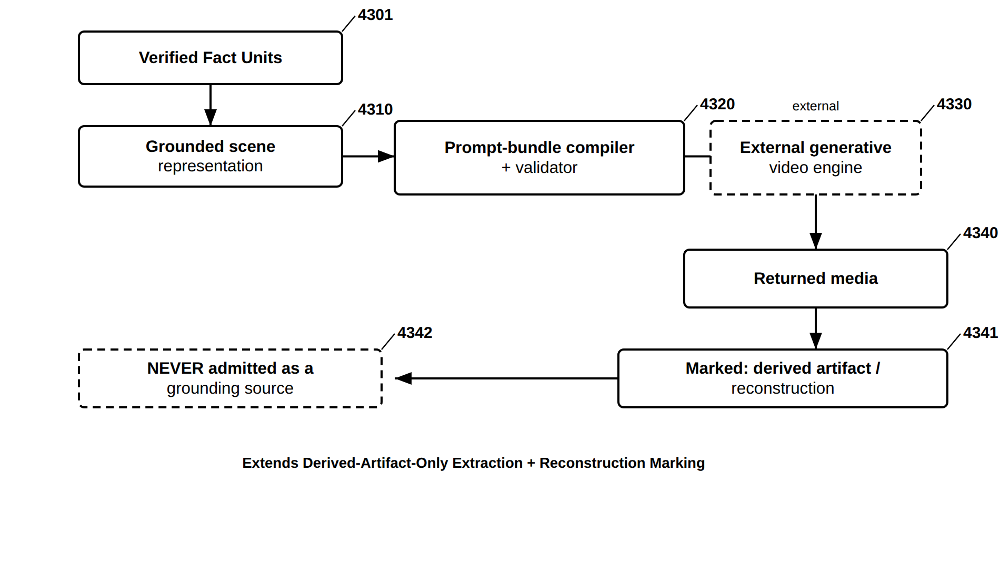 4301
Verified Fact Units
4310
Grounded scene
representation
4320
Prompt-bundle compiler
+ validator
external
4330
External generative
video engine
4340
Returned media
4341
Marked: derived artifact /
reconstruction
4342
NEVER admitted as a
grounding source
Extends Derived-Artifact-Only Extraction + Reconstruction Marking